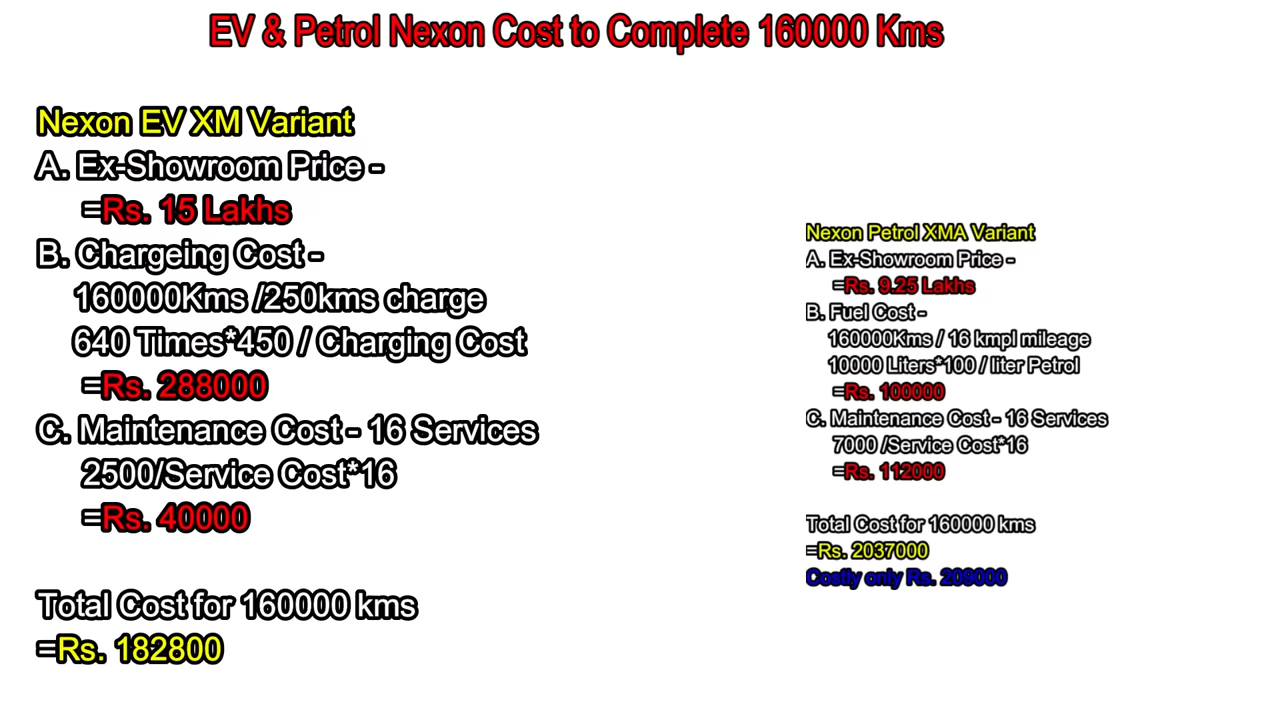 EV & Petrol Nexon Cost to Complete 160000 Kms
Nexon EV XM Variant
A. Ex-Showroom Price -
=Rs. 15 Lakhs
B. Chargeing Cost -
160000Kms /250kms charge
640 Times*450 / Charging Cost
=Rs. 288000
C. Maintenance Cost - 16 Services
2500/Service Cost*16
=Rs. 40000
Total Cost for 160000 kms
=Rs. 182800
Nexon Petrol XMA Variant
A. Ex-Showroom Price -
=Rs. 9.25 Lakhs
B. Fuel Cost -
160000Kms / 16 kmpl mileage
10000 Liters*100 / liter Petrol
=Rs. 100000
C. Maintenance Cost - 16 Services
7000 /Service Cost*16
=Rs. 112000
Total Cost for 160000 kms
=Rs. 2037000
Costly only Rs. 209000